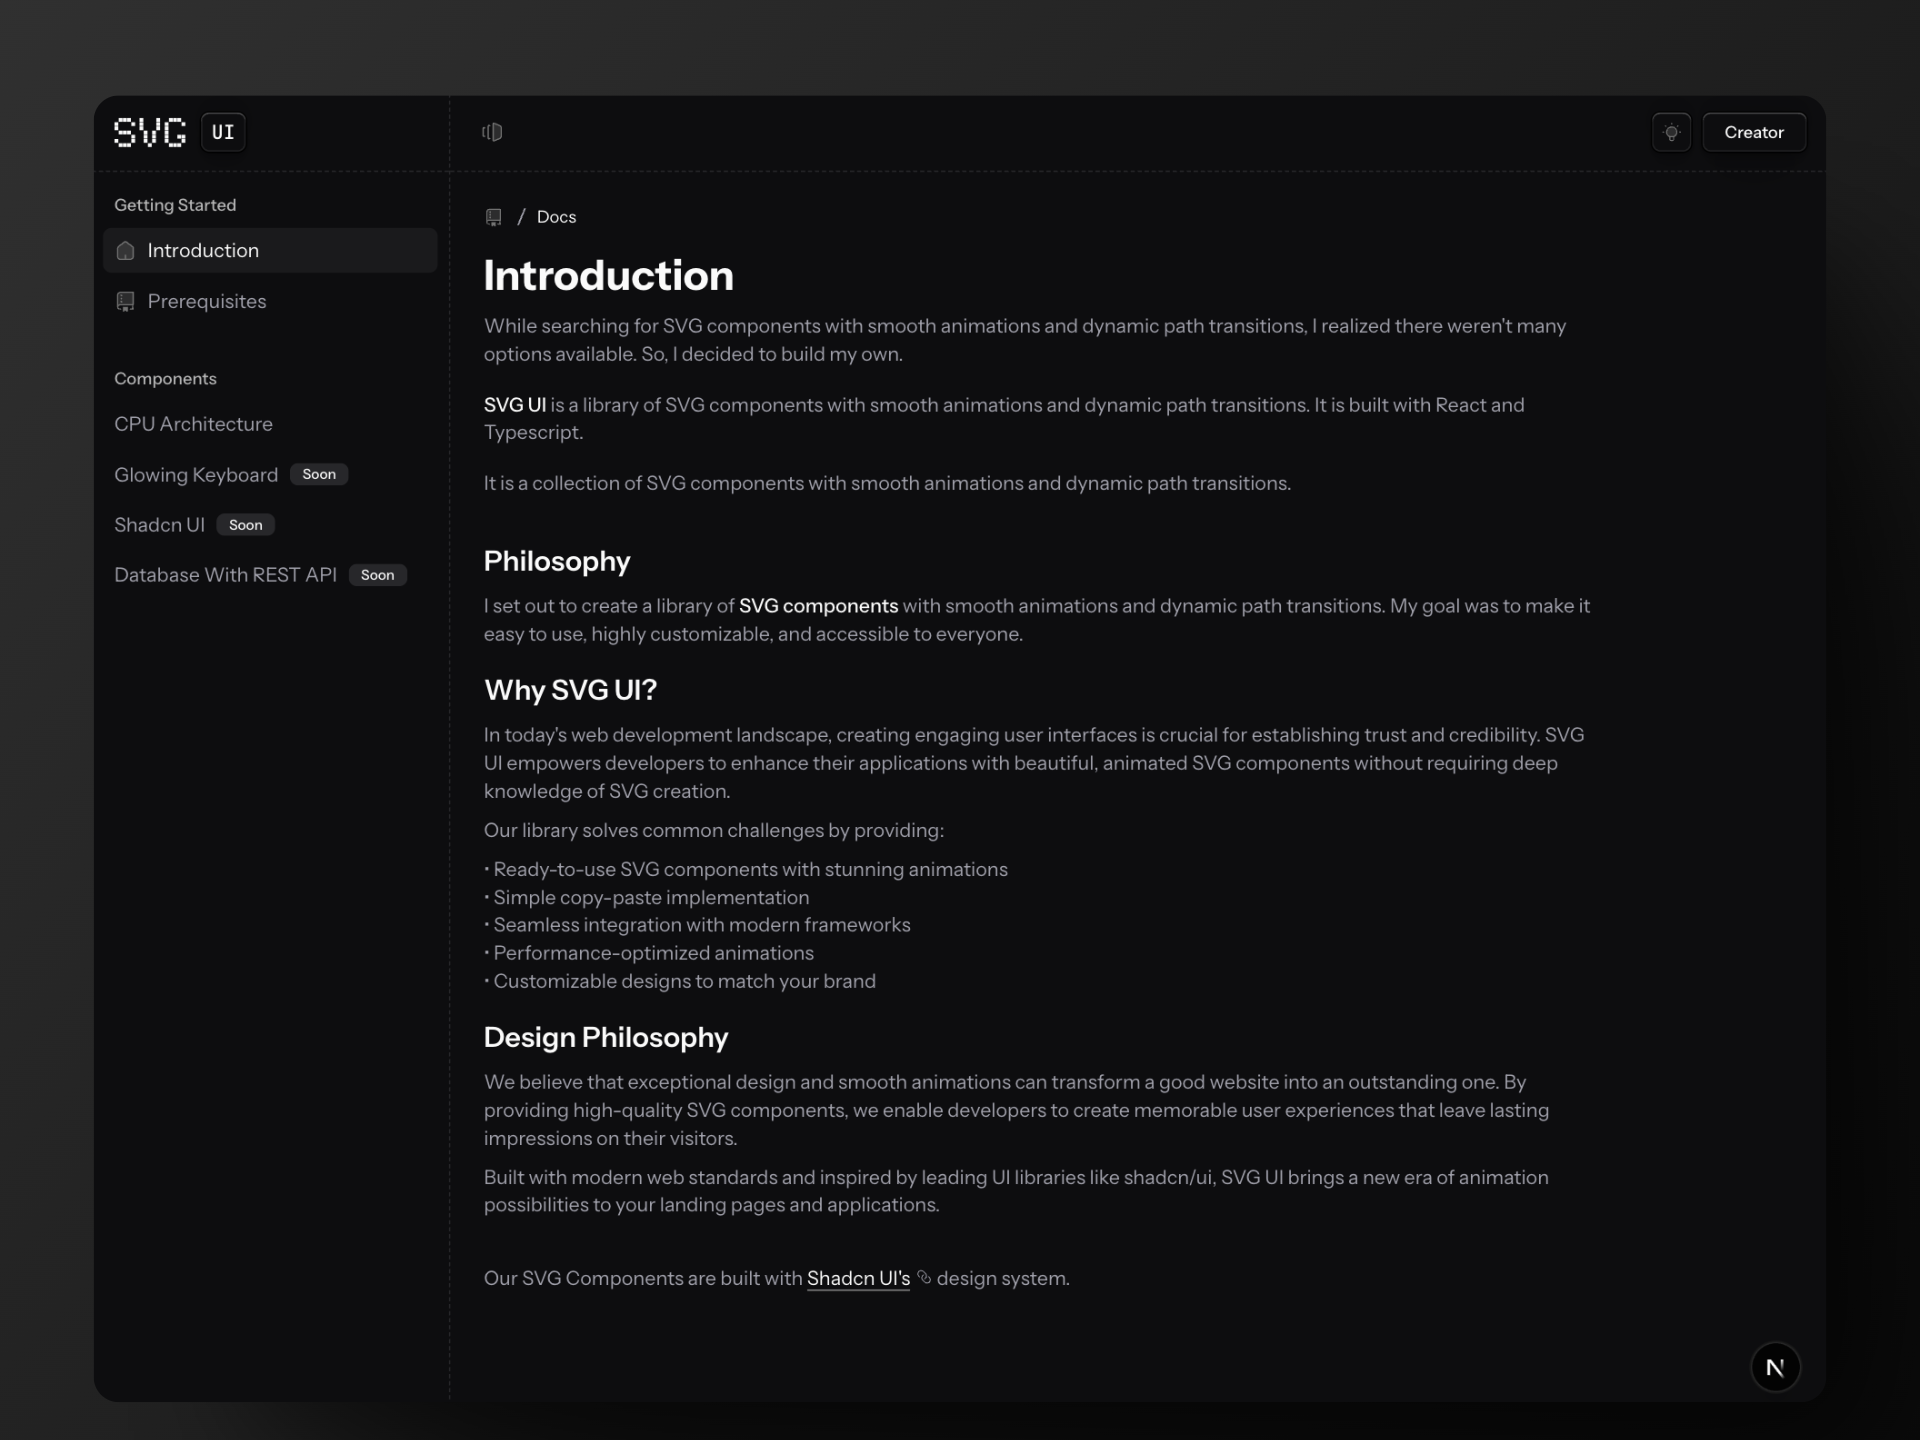 SVG UI
Creator
Getting Started
Introduction
Prerequisites
Components
CPU Architecture
Glowing Keyboard Soon
Shadcn UI Soon
Database With REST API Soon
/ Docs
Introduction
While searching for SVG components with smooth animations and dynamic path transitions, I realized there weren't many
options available. So, I decided to build my own.
SVG UI is a library of SVG components with smooth animations and dynamic path transitions. It is built with React and
Typescript.
It is a collection of SVG components with smooth animations and dynamic path transitions.
Philosophy
I set out to create a library of SVG components with smooth animations and dynamic path transitions. My goal was to make it
easy to use, highly customizable, and accessible to everyone.
Why SVG UI?
In today's web development landscape, creating engaging user interfaces is crucial for establishing trust and credibility. SVG
UI empowers developers to enhance their applications with beautiful, animated SVG components without requiring deep
knowledge of SVG creation.
Our library solves common challenges by providing:
• Ready-to-use SVG components with stunning animations
• Simple copy-paste implementation
• Seamless integration with modern frameworks
• Performance-optimized animations
• Customizable designs to match your brand
Design Philosophy
We believe that exceptional design and smooth animations can transform a good website into an outstanding one. By
providing high-quality SVG components, we enable developers to create memorable user experiences that leave lasting
impressions on their visitors.
Built with modern web standards and inspired by leading UI libraries like shadcn/ui, SVG UI brings a new era of animation
possibilities to your landing pages and applications.
Our SVG Components are built with Shadcn UI's design system.
N